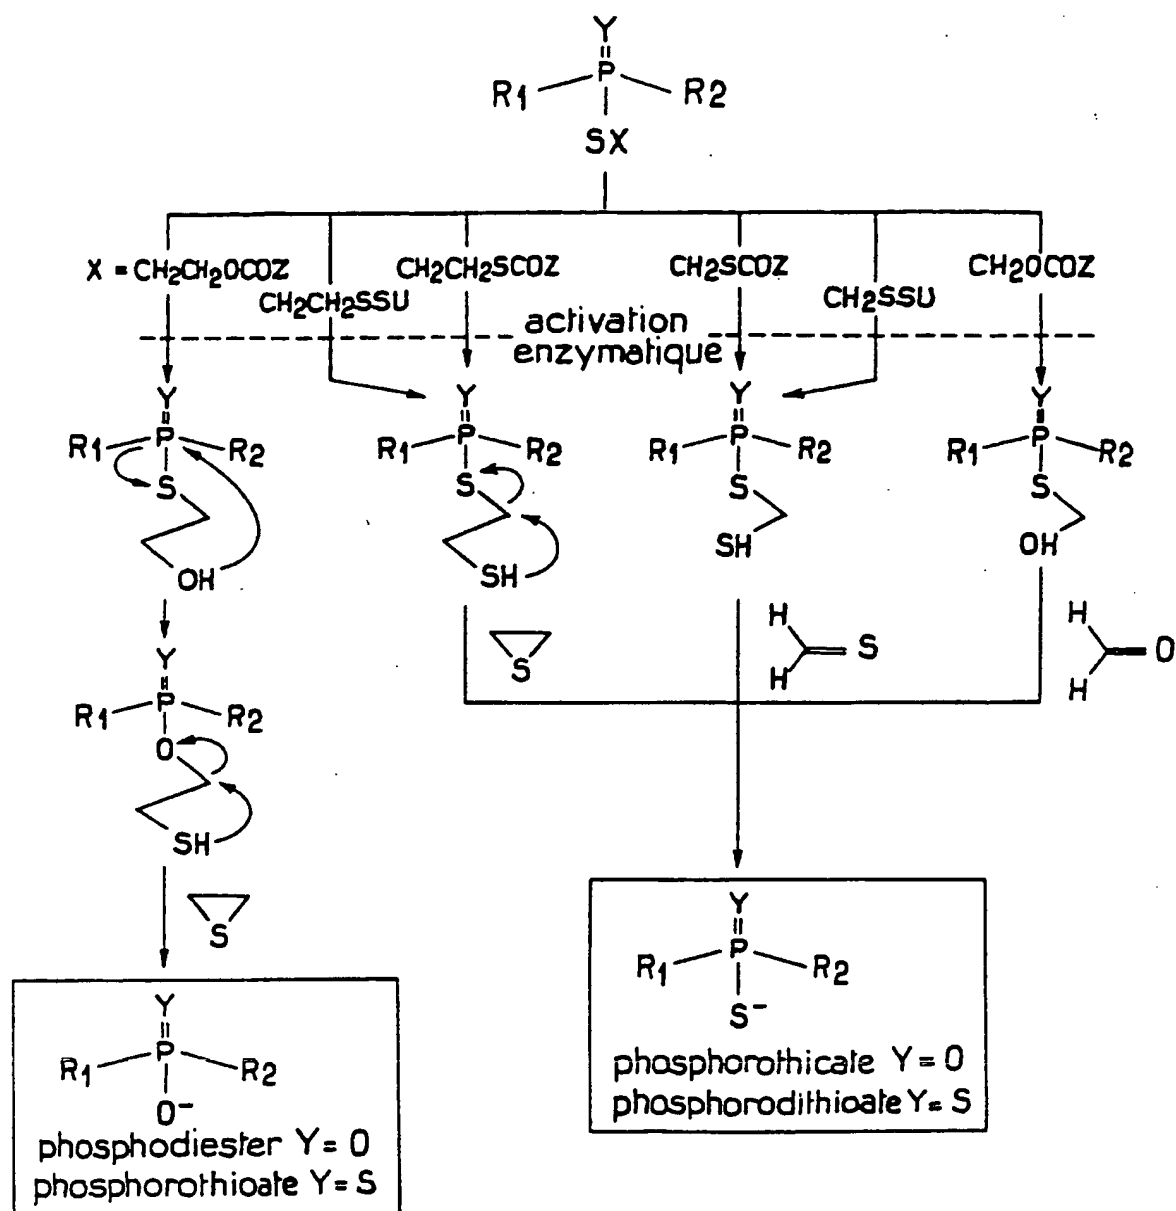 Y
P
R1 R2
SX
X = CH2CH2OCOZ CH2CH2SCOZ CH2SCOZ CH2OCOZ
CH2CH2SSU CH2SSU
activation
enzymatique
Y Y Y Y
P P P P
R1 R2 R1 R2 R1 R2 R1 R2
S S S S
OH SH SH OH
Y
P
R1 R2
O
SH
S
H
H
S
H
H
O
S
Y
P
R1 R2
O-
phosphodiester Y = O
phosphorothioate Y = S
Y
P
R1 R2
S-
phosphorothicate Y = O
phosphorodithioate Y = S